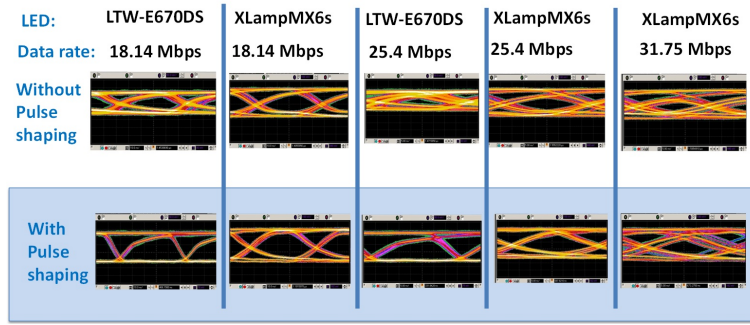 LED: LTW-E670DS XLampMX6s LTW-E670DS XLampMX6s XLampMX6s
Data rate: 18.14 Mbps 18.14 Mbps 25.4 Mbps 25.4 Mbps 31.75 Mbps
Without
Pulse
shaping
With
Pulse
shaping